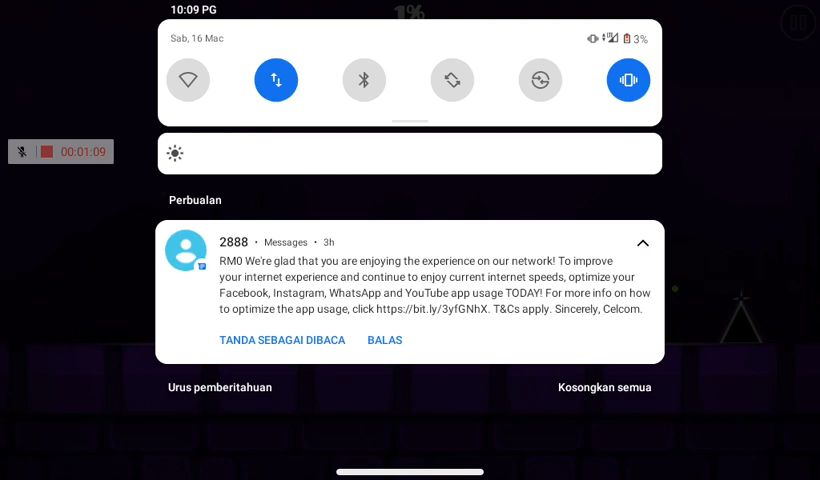 1%
10:09 PG
Sab, 16 Mac
3%
00:01:09
Perbualan
2888 • Messages • 3h
RM0 We're glad that you are enjoying the experience on our network! To improve
your internet experience and continue to enjoy current internet speeds, optimize your
Facebook, Instagram, WhatsApp and YouTube app usage TODAY! For more info on how
to optimize the app usage, click https://bit.ly/3yfGNhX. T&Cs apply. Sincerely, Celcom.
TANDA SEBAGAI DIBACA BALAS
Urus pemberitahuan Kosongkan semua